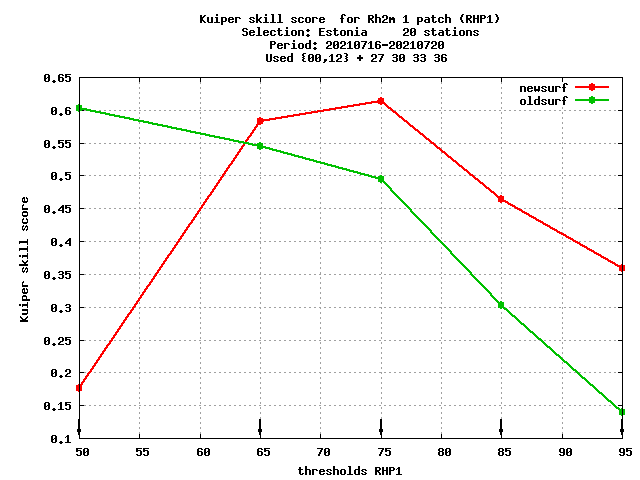 Kuiper skill score  for Rh2m 1 patch (RHP1)
Selection: Estonia     20 stations
Period: 20210716-20210720
Used {00,12} + 27 30 33 36
newsurf
oldsurf
0.65
0.6
0.55
0.5
0.45
0.4
0.35
0.3
0.25
0.2
0.15
0.1
Kuiper skill score
50 55 60 65 70 75 80 85 90 95
thresholds RHP1